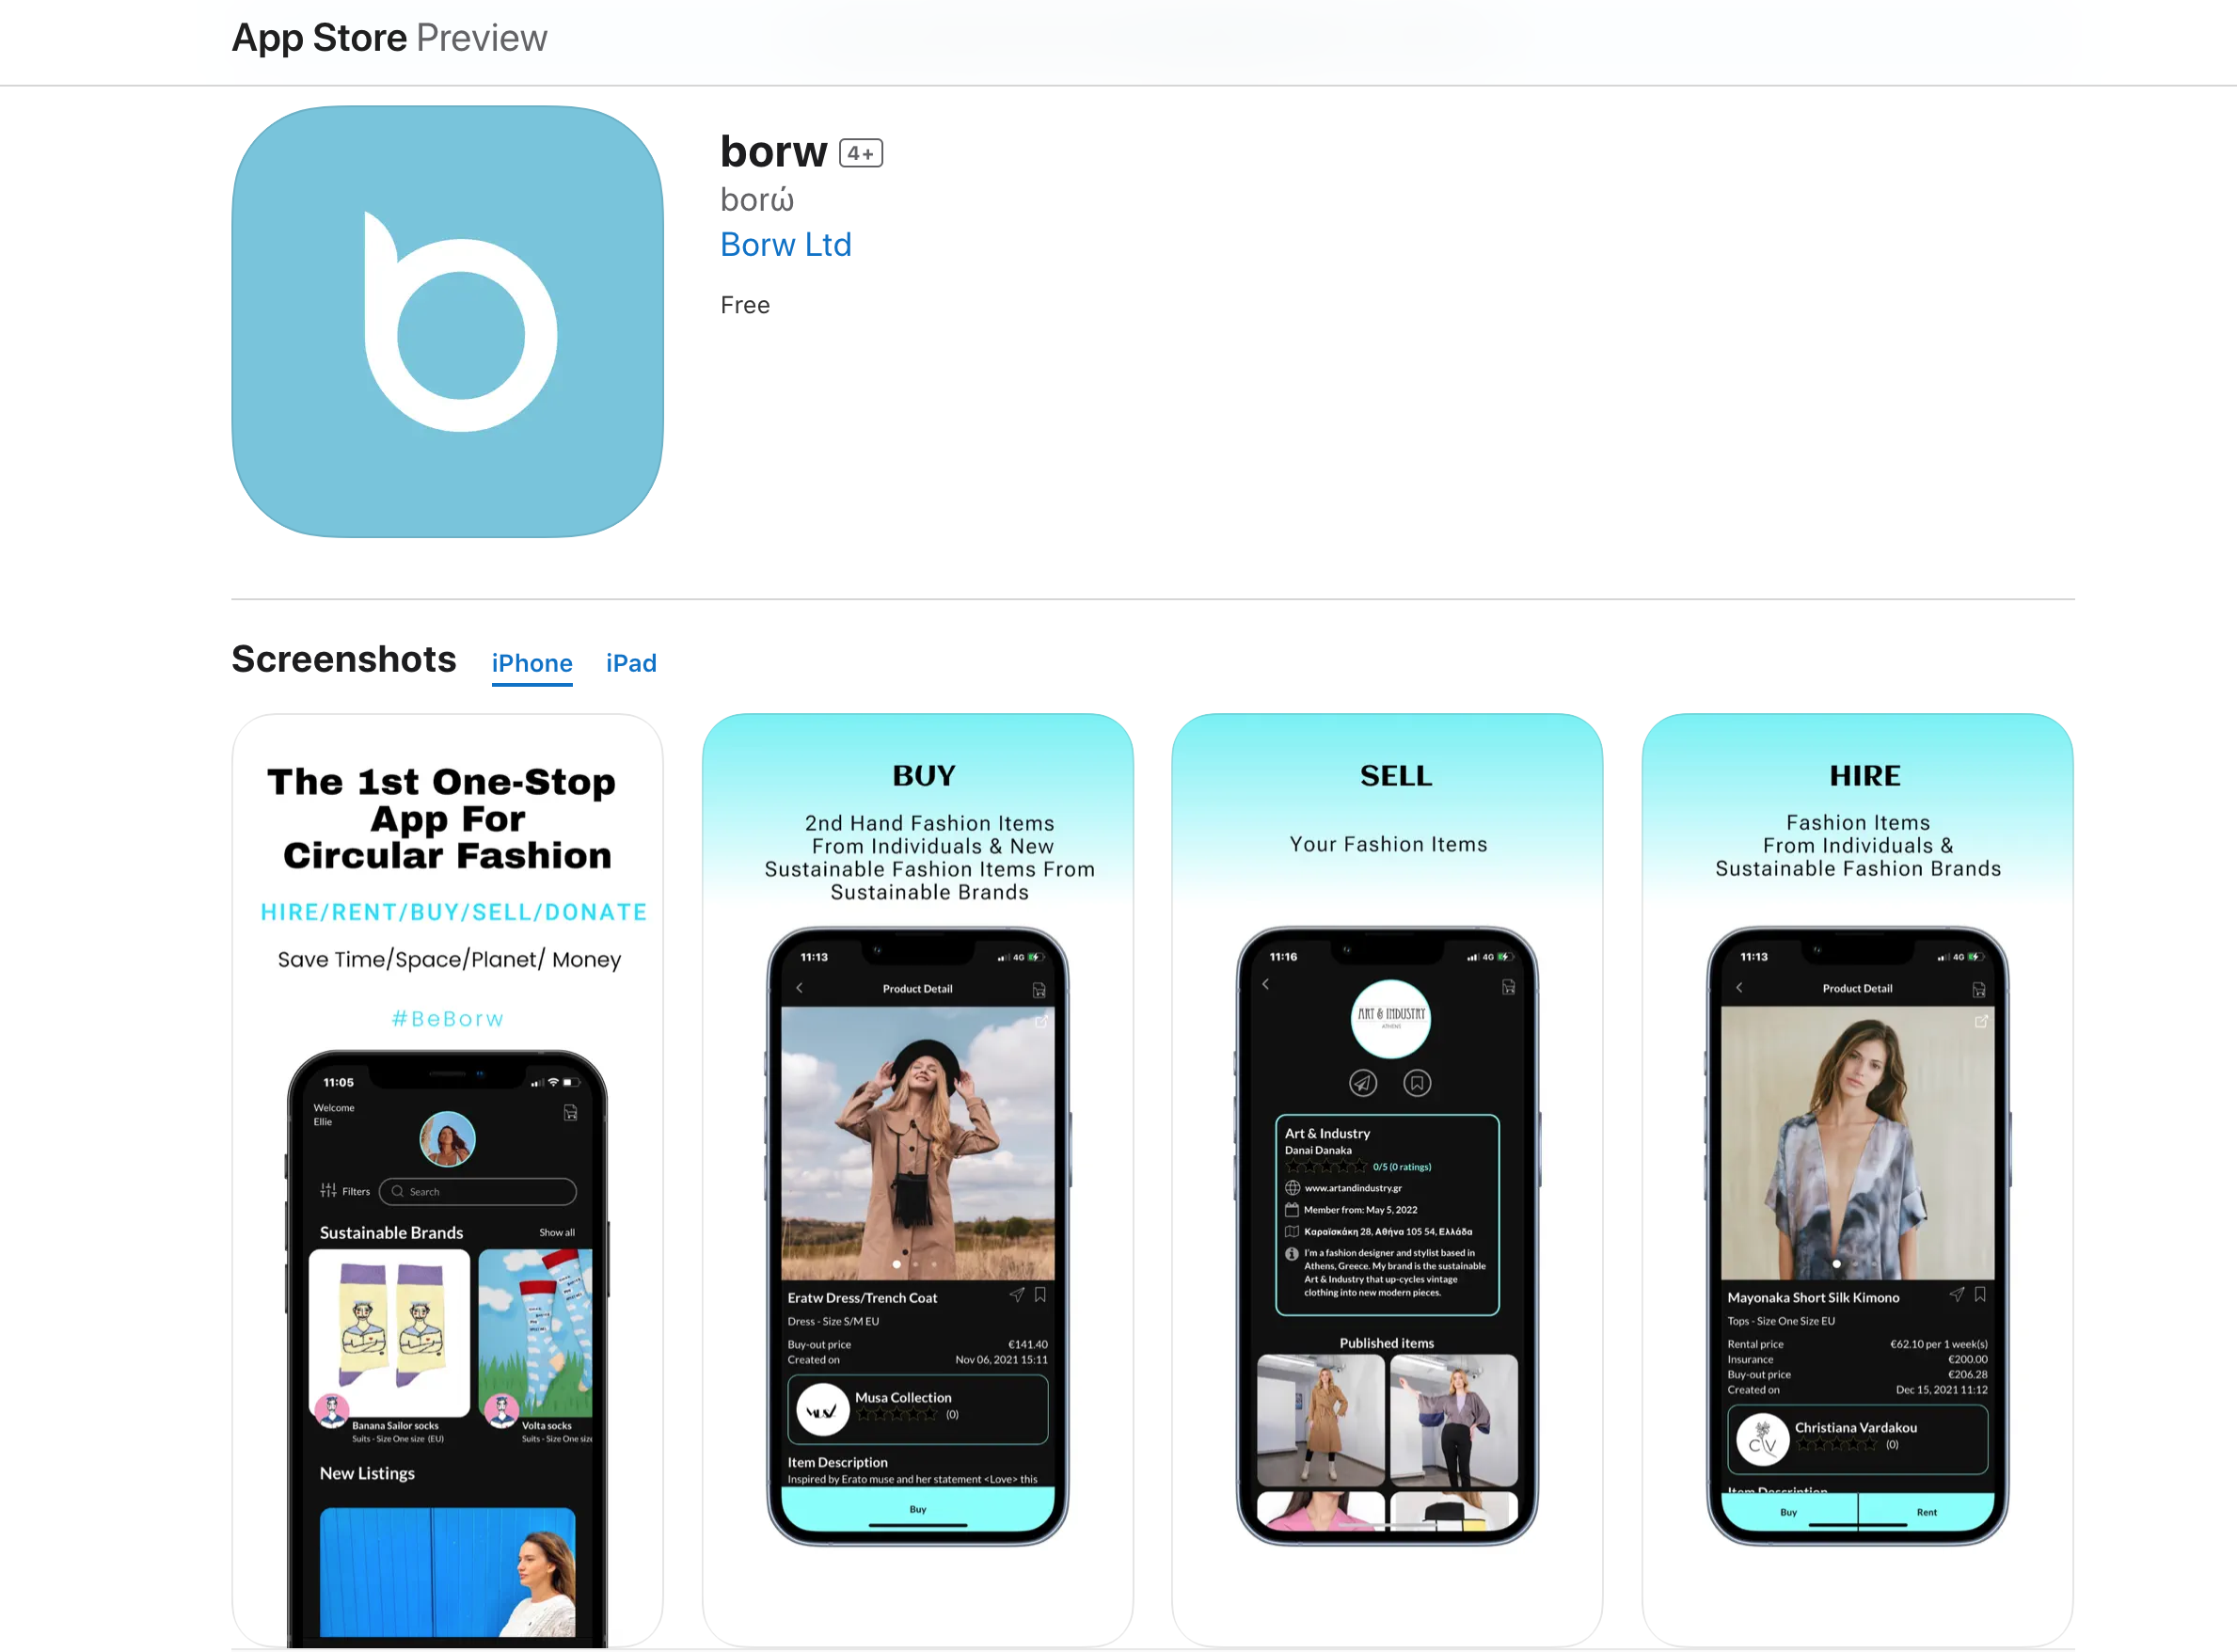 App Store Preview
borw 4+
borώ
Borw Ltd
Free
Screenshots iPhone iPad
The 1st One-Stop
App For
Circular Fashion
HIRE/RENT/BUY/SELL/DONATE
Save Time/Space/Planet/ Money
#BeBorw
11:05
Welcome
Ellie
Filters Search
Sustainable Brands Show all
Banana Sailor socks
Suits - Size One size (EU)
Volta socks
Suits - Size One size
New Listings
BUY
2nd Hand Fashion Items
From Individuals & New
Sustainable Fashion Items From
Sustainable Brands
11:13 4G
Product Detail
Eratw Dress/Trench Coat
Dress - Size S/M EU
Buy-out price €141.40
Created on Nov 06, 2021 15:11
Musa Collection
(0)
Item Description
Inspired by Erato muse and her statement <Love> this
Buy
SELL
Your Fashion Items
11:16 4G
ART & INDUSTRY
ATHENS
Art & Industry
Danai Danaka
0/5 (0 ratings)
www.artandindustry.gr
Member from: May 5, 2022
Καραϊσκάκη 28, Αθήνα 105 54, Ελλάδα
I'm a fashion designer and stylist based in
Athens, Greece. My brand is the sustainable
Art & Industry that up-cycles vintage
clothing into new modern pieces.
Published items
HIRE
Fashion Items
From Individuals &
Sustainable Fashion Brands
11:13 4G
Product Detail
Mayonaka Short Silk Kimono
Tops - Size One Size EU
Rental price €62.10 per 1 week(s)
Insurance €200.00
Buy-out price €206.28
Created on Dec 15, 2021 11:12
CV
Christiana Vardakou
(0)
Item Description
Buy Rent